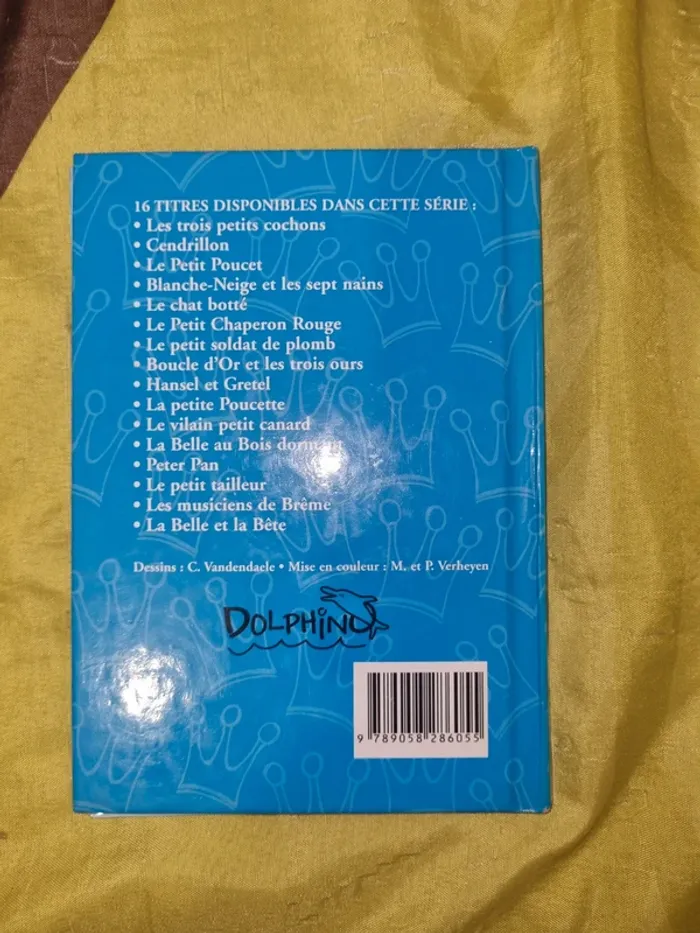 16 TITRES DISPONIBLES DANS CETTE SÉRIE :
• Les trois petits cochons
• Cendrillon
• Le Petit Poucet
• Blanche-Neige et les sept nains
• Le chat botté
• Le Petit Chaperon Rouge
• Le petit soldat de plomb
• Boucle d'Or et les trois ours
• Hansel et Gretel
• La petite Poucette
• Le vilain petit canard
• La Belle au Bois dormant
• Peter Pan
• Le petit tailleur
• Les musiciens de Brême
• La Belle et la Bête
Dessins : C. Vandendaele • Mise en couleur : M. et P. Verheyen
DOLPHINO
9 789058 286055